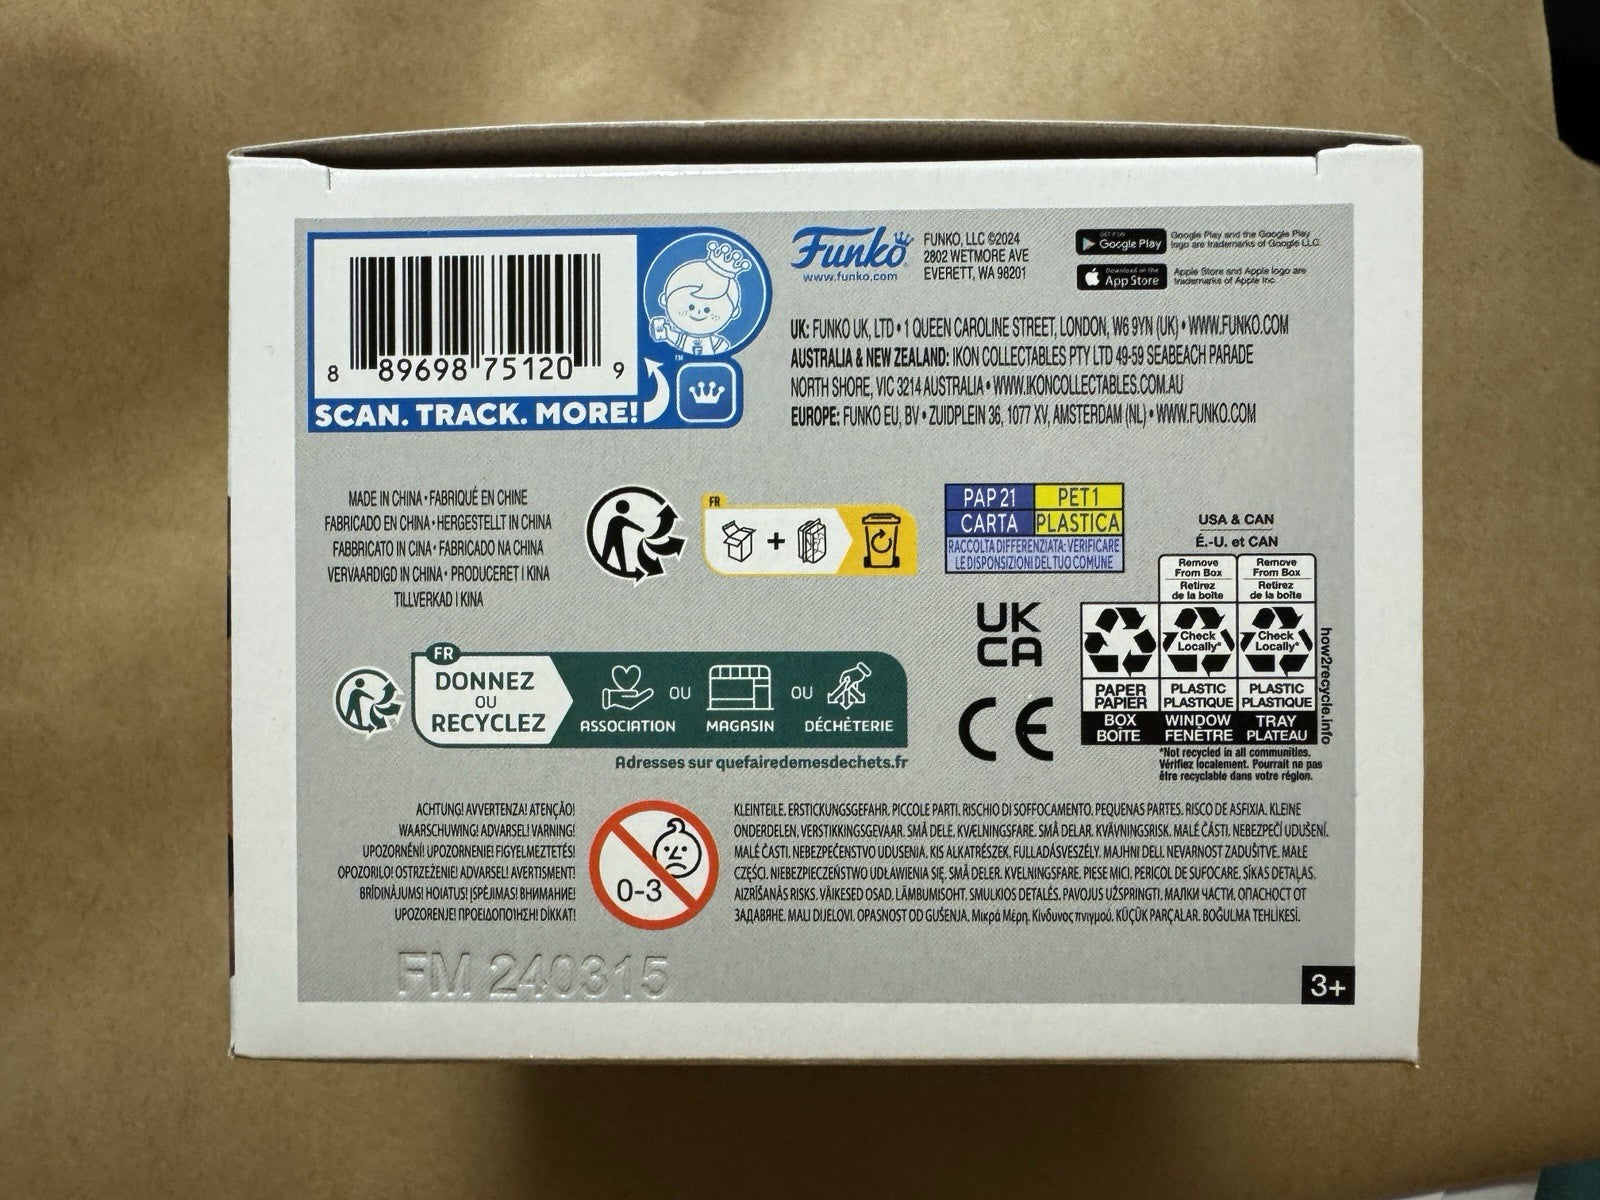 8 89698 75120 9
SCAN. TRACK. MORE!
TM
Funko
www.funko.com
FUNKO, LLC ©2024
2802 WETMORE AVE
EVERETT, WA 98201
GET IT ON
Google Play
Google Play and the Google Play
logo are trademarks of Google LLC.
Download on the
App Store
Apple Store and Apple logo are
trademarks of Apple Inc.
UK: FUNKO UK, LTD • 1 QUEEN CAROLINE STREET, LONDON, W6 9YN (UK) • WWW.FUNKO.COM
AUSTRALIA & NEW ZEALAND: IKON COLLECTABLES PTY LTD 49-59 SEABEACH PARADE
NORTH SHORE, VIC 3214 AUSTRALIA • WWW.IKONCOLLECTABLES.COM.AU
EUROPE: FUNKO EU, BV • ZUIDPLEIN 36, 1077 XV, AMSTERDAM (NL) • WWW.FUNKO.COM
MADE IN CHINA • FABRIQUÉ EN CHINE
FABRICADO EN CHINA • HERGESTELLT IN CHINA
FABBRICATO IN CINA • FABRICADO NA CHINA
VERVAARDIGD IN CHINA • PRODUCERET I KINA
TILLVERKAD I KINA
FR
+
PAP 21
PET1
CARTA
PLASTICA
RACCOLTA DIFFERENZIATA: VERIFICARE
LE DISPOSIZIONI DEL TUO COMUNE
UK
CA
CE
USA & CAN
É.-U. et CAN
Remove
From Box
Retirez
de la boîte
Remove
From Box
Retirez
de la boîte
Check
Locally*
Check
Locally*
PAPER
PAPIER
PLASTIC
PLASTIQUE
PLASTIC
PLASTIQUE
BOX
BOÎTE
WINDOW
FENÊTRE
TRAY
PLATEAU
how2recycle.info
*Not recycled in all communities.
Vérifiez localement. Pourrait ne pas
être recyclable dans votre région.
FR
DONNEZ
OU
RECYCLEZ
ASSOCIATION
OU
MAGASIN
OU
DÉCHÈTERIE
Adresses sur quefairedemesdechets.fr
ACHTUNG! AVVERTENZA! ATENÇÃO!
WAARSCHUWING! ADVARSEL! VARNING!
UPOZORNĚNÍ! UPOZORNENIE! FIGYELMEZTETÉS!
OPOZORILO! OSTRZEŻENIE! ADVARSEL! AVERTISMENT!
BRĪDINĀJUMS! HOIATUS! ĮSPĖJIMAS! ВНИМАНИЕ!
UPOZORENJE! ΠΡΟΕΙΔΟΠΟΙΗΣΗ! DİKKAT!
0-3
KLEINTEILE. ERSTICKUNGSGEFAHR. PICCOLE PARTI. RISCHIO DI SOFFOCAMENTO. PEQUENAS PARTES. RISCO DE ASFIXIA. KLEINE
ONDERDELEN, VERSTIKKINGSGEVAAR. SMÅ DELE. KVÆLNINGSFARE. SMÅ DELAR. KVÄVNINGSRISK. MALÉ ČÁSTI. NEBEZPEČÍ UDUŠENÍ.
MALÉ ČASTI, NEBEZPEČENSTVO UDUSENIA. KIS ALKATRÉSZEK. FULLADÁSVESZÉLY. MAJHNI DELI. NEVARNOST ZADUŠITVE. MAŁE
CZĘŚCI. NIEBEZPIECZEŃSTWO UDŁAWIENIA SIĘ. SMÅ DELER. KVELNINGSFARE. PIESE MICI. PERICOL DE SUFOCARE. SĪKAS DETAĻAS.
AIZRĪŠANĀS RISKS. VÄIKESED OSAD. LÄMBUMISOHT. SMULKIOS DETALĖS. PAVOJUS UŽSPRINGTI. МАЛКИ ЧАСТИ. ОПАСНОСТ ОТ
ЗАДАВЯНЕ. MALI DIJELOVI. OPASNOST OD GUŠENJA. Μικρά Μέρη. Κίνδυνος πνιγμού. KÜÇÜK PARÇALAR. BOĞULMA TEHLİKESİ.
FM 240315
3+